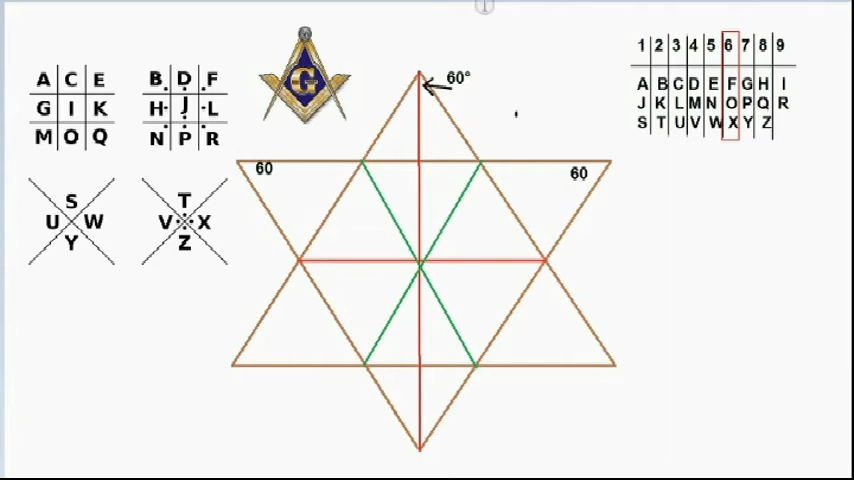 A C E
G I K
M O Q
B D F
H J L
N P R
S
U W
Y
T
V X
Z
G
60°
60
60
1 2 3 4 5 6 7 8 9
A B C D E F G H I
J K L M N O P Q R
S T U V W X Y Z